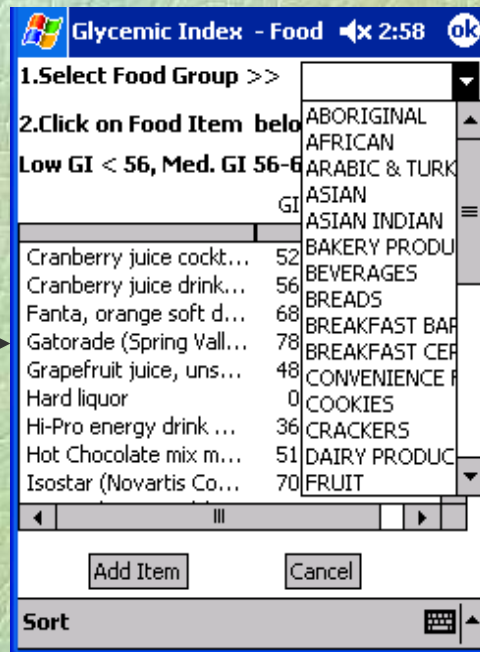 Glycemic Index - Food 2:58 ok
1.Select Food Group >>
2.Click on Food Item belo
Low GI < 56, Med. GI 56-6
GI
Cranberry juice cockt... 52
Cranberry juice drink... 56
Fanta, orange soft d... 68
Gatorade (Spring Vall... 78
Grapefruit juice, uns... 48
Hard liquor 0
Hi-Pro energy drink ... 36
Hot Chocolate mix m... 51
Isostar (Novartis Co... 70
ABORIGINAL
AFRICAN
ARABIC & TURK
ASIAN
ASIAN INDIAN
BAKERY PRODU
BEVERAGES
BREADS
BREAKFAST BAR
BREAKFAST CER
CONVENIENCE F
COOKIES
CRACKERS
DAIRY PRODUC
FRUIT
Add Item Cancel
Sort